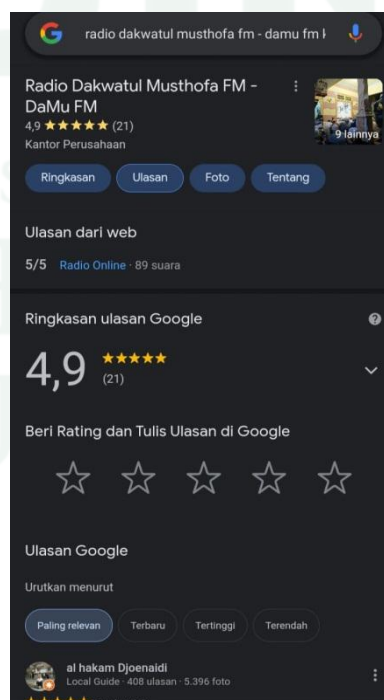 radio dakwatul musthofa fm - damu fm
Radio Dakwatul Musthofa FM -
DaMu FM
4,9 ★★★★★ (21)
Kantor Perusahaan
9 lainnya
Ringkasan Ulasan Foto Tentang
Ulasan dari web
5/5 Radio Online · 89 suara
Ringkasan ulasan Google
4,9 ★★★★★
(21)
Beri Rating dan Tulis Ulasan di Google
Ulasan Google
Urutkan menurut
Paling relevan Terbaru Tertinggi Terendah
al hakam Djoenaidi
Local Guide · 408 ulasan · 5.396 foto